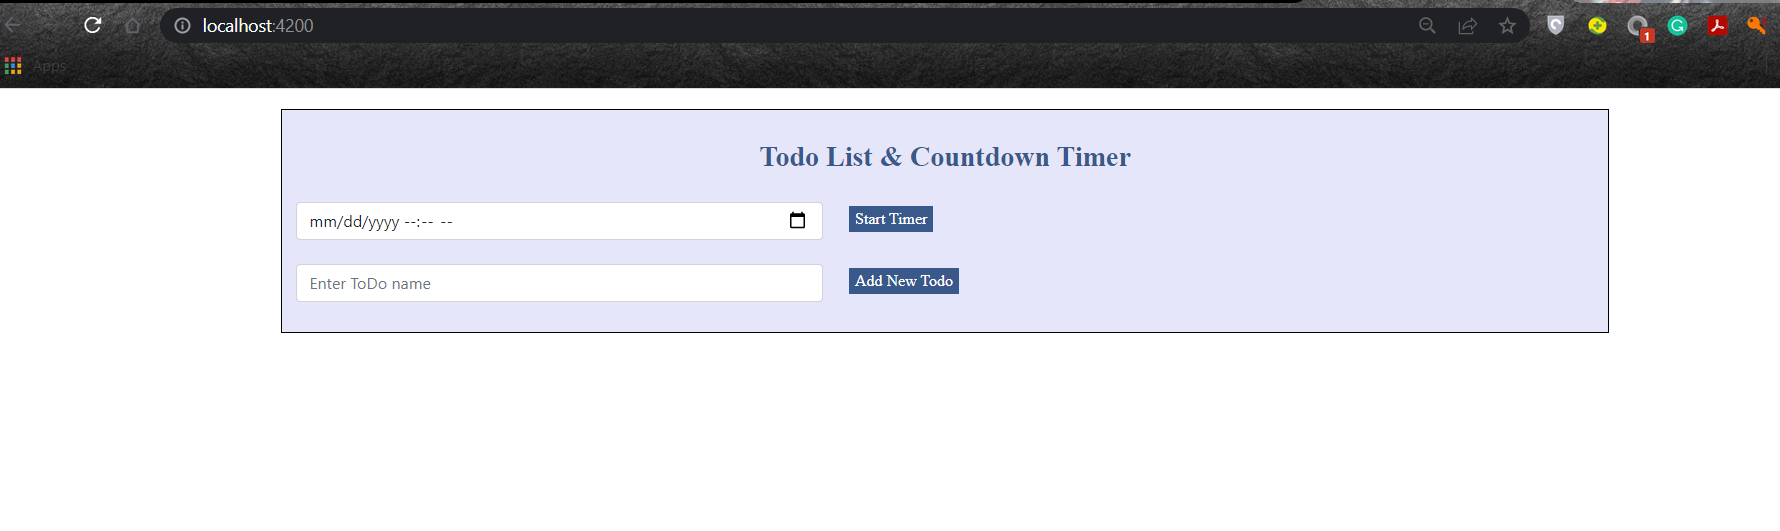 localhost:4200
1
Apps
Todo List & Countdown Timer
mm/dd/yyyy --:-- --
Start Timer
Enter ToDo name
Add New Todo